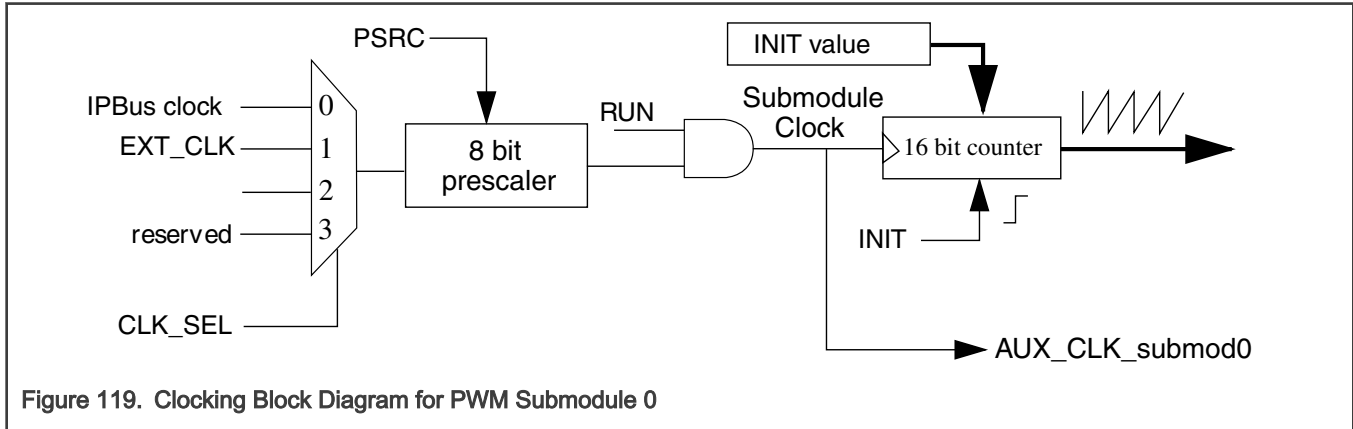 PSRC
INIT value
IPBus clock
0
RUN
Submodule
Clock
EXT_CLK
1
8 bit
prescaler
16 bit counter
2
reserved
3
INIT
CLK_SEL
AUX_CLK_submod0
Figure 119. Clocking Block Diagram for PWM Submodule 0